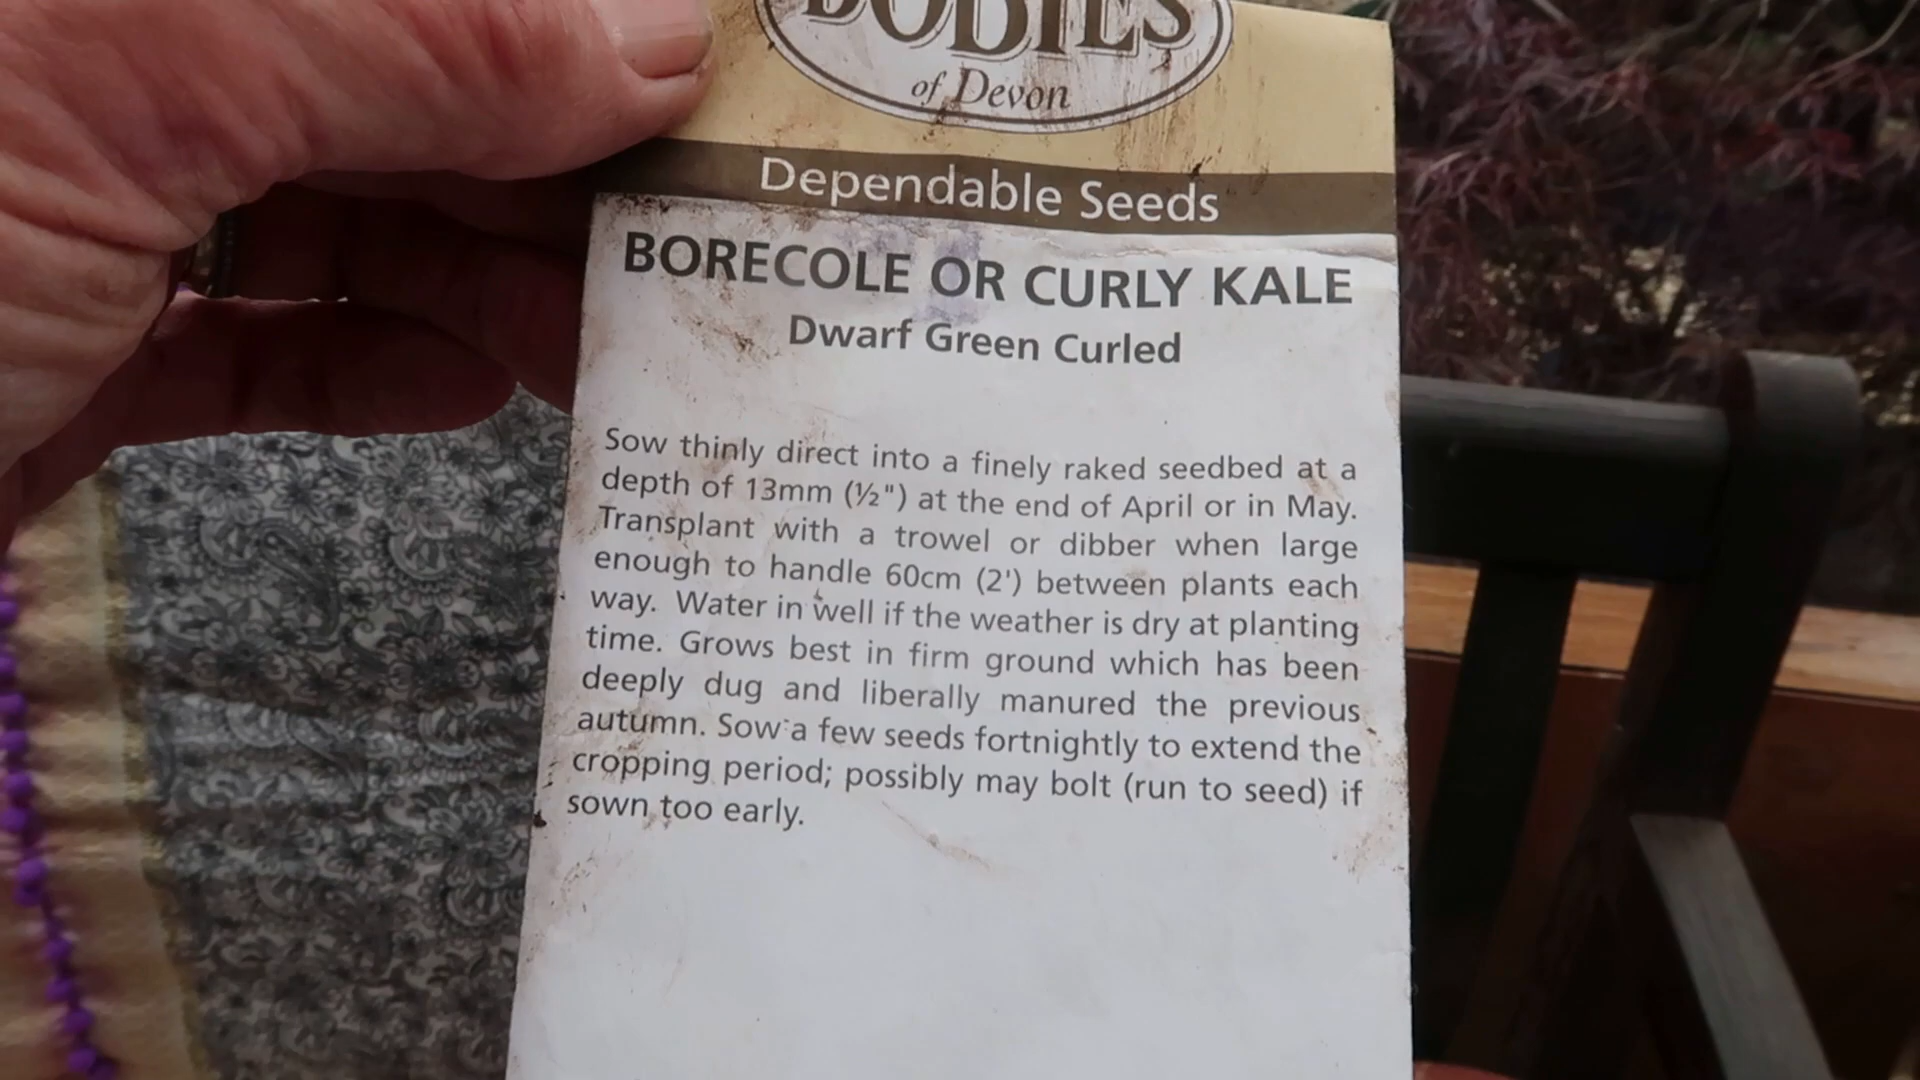 of Devon
Dependable Seeds
BORECOLE OR CURLY KALE
Dwarf Green Curled
Sow thinly direct into a finely raked seedbed at a
depth of 13mm (½") at the end of April or in May.
Transplant with a trowel or dibber when large
enough to handle 60cm (2') between plants each
way. Water in well if the weather is dry at planting
time. Grows best in firm ground which has been
deeply dug and liberally manured the previous
autumn. Sow a few seeds fortnightly to extend the
cropping period; possibly may bolt (run to seed) if
sown too early.